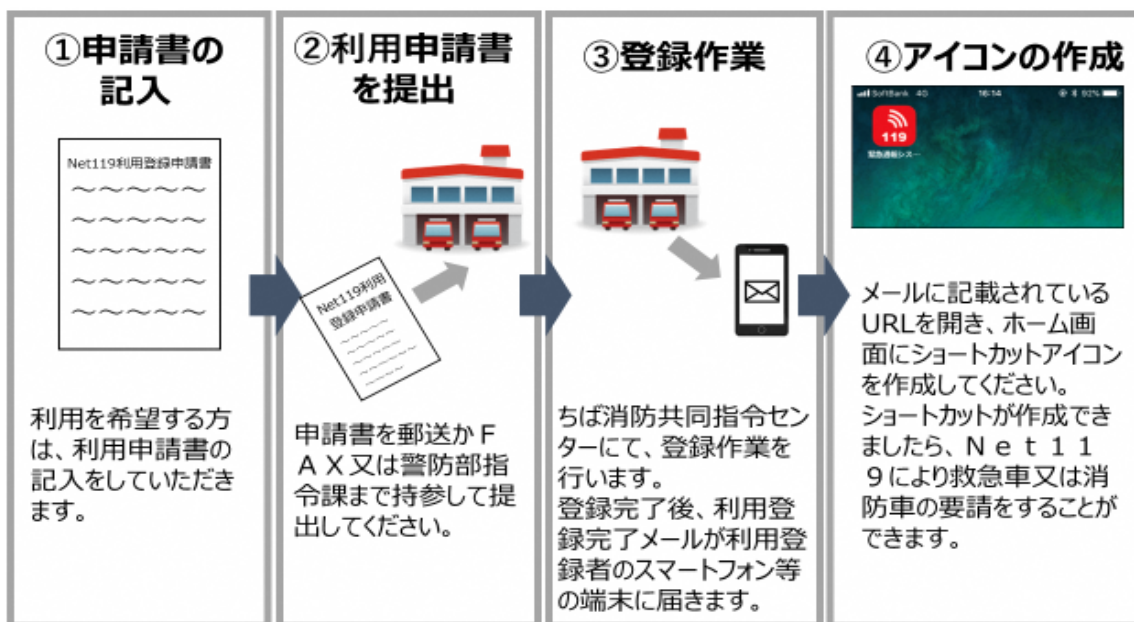 ①申請書の
記入
Net119利用登録申請書
利用を希望する方
は、利用申請書の
記入をしていただき
ます。
②利用申請書
を提出
Net119利用
登録申請書
申請書を郵送かＦ
ＡＸ又は警防部指
令課まで持参して提
出してください。
③登録作業
ちば消防共同指令セン
ターにて、登録作業を
行います。
登録完了後、利用登
録完了メールが利用登
録者のスマートフォン等
の端末に届きます。
④アイコンの作成
SoftBank 4G 16:14 92%
119
緊急通報シス…
メールに記載されている
URLを開き、ホーム画
面にショートカットアイコン
を作成してください。
ショートカットが作成でき
ましたら、Ｎｅｔ１１
９により救急車又は消
防車の要請をすることが
できます。